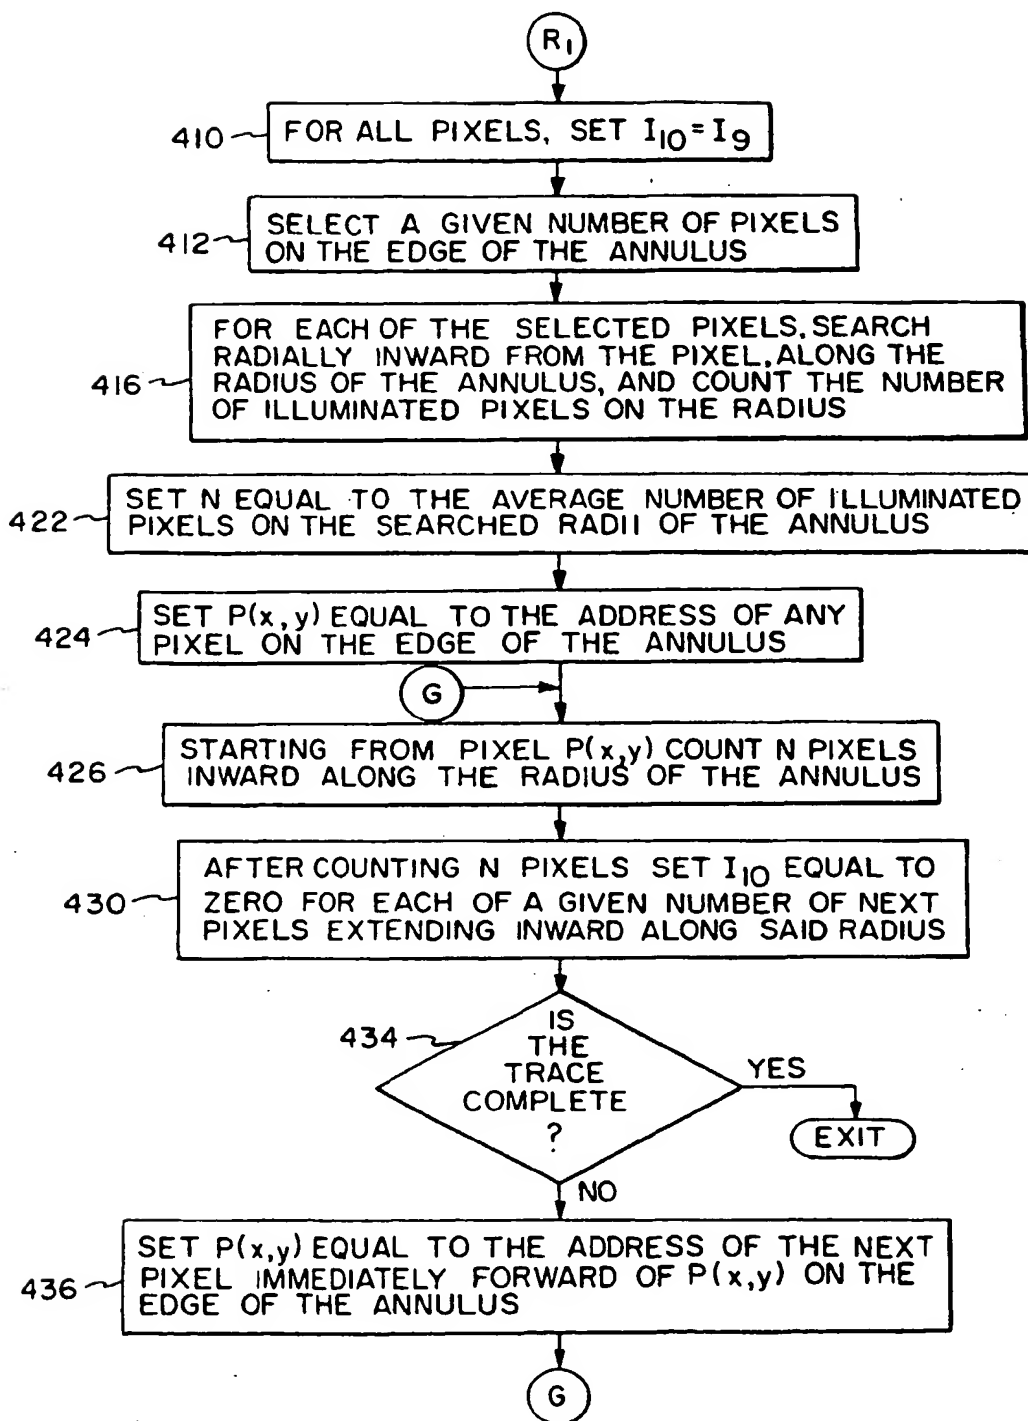 R1
410
FOR ALL PIXELS, SET I10 = I9
412
SELECT A GIVEN NUMBER OF PIXELS
ON THE EDGE OF THE ANNULUS
416
FOR EACH OF THE SELECTED PIXELS, SEARCH
RADIALLY INWARD FROM THE PIXEL, ALONG THE
RADIUS OF THE ANNULUS, AND COUNT THE NUMBER
OF ILLUMINATED PIXELS ON THE RADIUS
422
SET N EQUAL TO THE AVERAGE NUMBER OF ILLUMINATED
PIXELS ON THE SEARCHED RADII OF THE ANNULUS
424
SET P(x,y) EQUAL TO THE ADDRESS OF ANY
PIXEL ON THE EDGE OF THE ANNULUS
G
426
STARTING FROM PIXEL P(x,y) COUNT N PIXELS
INWARD ALONG THE RADIUS OF THE ANNULUS
430
AFTER COUNTING N PIXELS SET I10 EQUAL TO
ZERO FOR EACH OF A GIVEN NUMBER OF NEXT
PIXELS EXTENDING INWARD ALONG SAID RADIUS
434
IS
THE
TRACE
COMPLETE
?
YES
EXIT
NO
436
SET P(x,y) EQUAL TO THE ADDRESS OF THE NEXT
PIXEL IMMEDIATELY FORWARD OF P(x,y) ON THE
EDGE OF THE ANNULUS
G